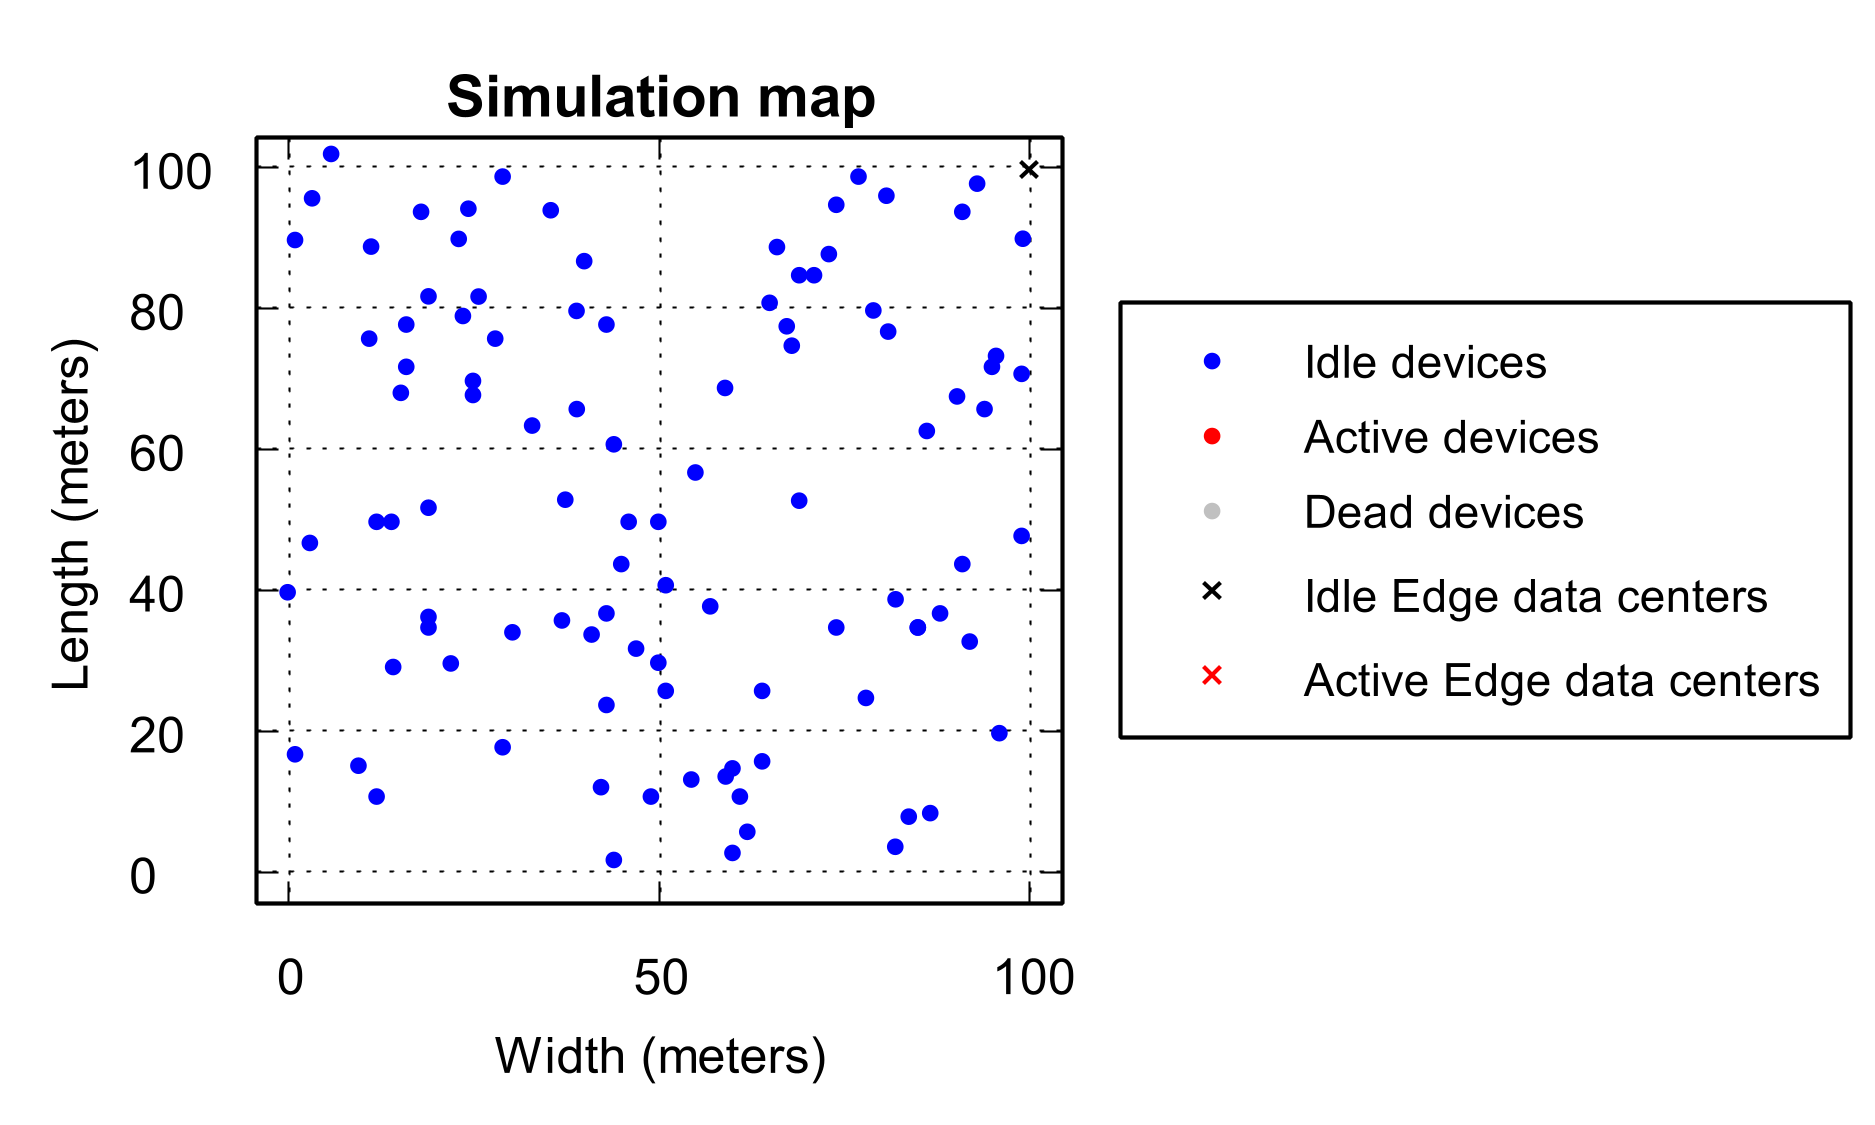 Simulation map
100
80
60
40
20
0
Length (meters)
0 50 100
Width (meters)
Idle devices
Active devices
Dead devices
Idle Edge data centers
Active Edge data centers